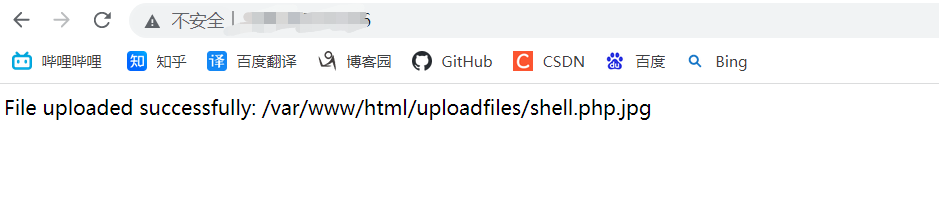 不安全
哔哩哔哩 知 知乎 译 百度翻译 博客园 GitHub C CSDN du 百度 Bing
File uploaded successfully: /var/www/html/uploadfiles/shell.php.jpg